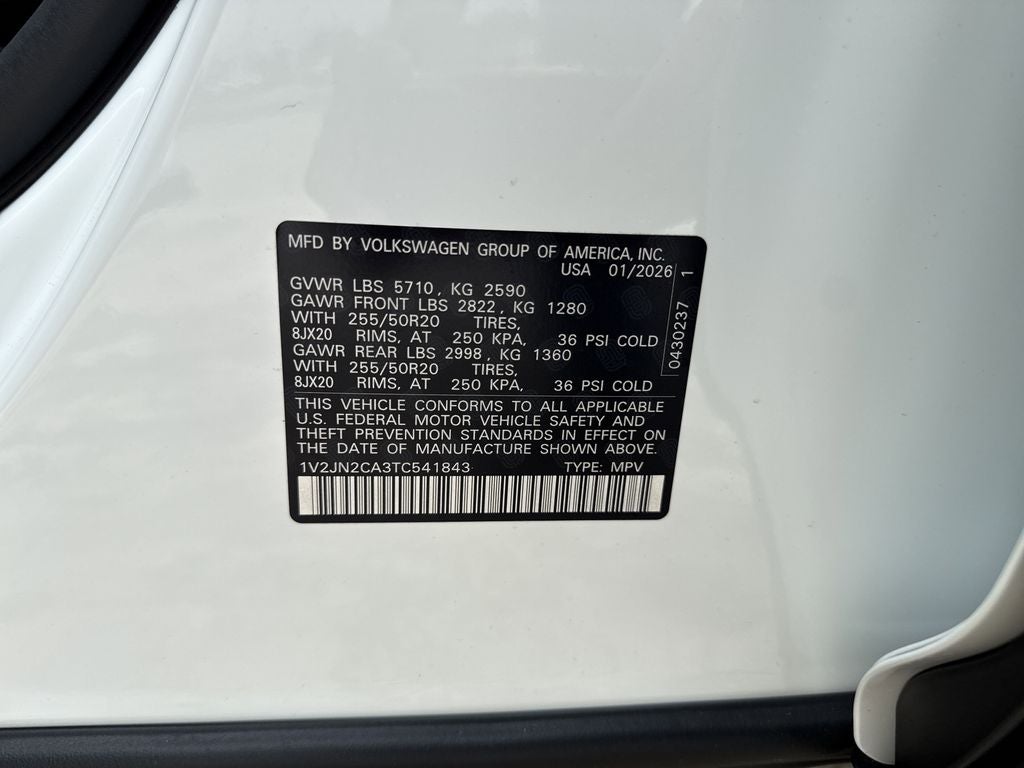 MFD BY VOLKSWAGEN GROUP OF AMERICA, INC.
USA 01/2026
GVWR LBS 5710, KG 2590
GAWR FRONT LBS 2822, KG 1280
WITH 255/50R20 TIRES,
8JX20 RIMS, AT 250 KPA, 36 PSI COLD
GAWR REAR LBS 2998, KG 1360
WITH 255/50R20 TIRES,
8JX20 RIMS, AT 250 KPA, 36 PSI COLD
0430237 1
THIS VEHICLE CONFORMS TO ALL APPLICABLE
U.S. FEDERAL MOTOR VEHICLE SAFETY AND
THEFT PREVENTION STANDARDS IN EFFECT ON
THE DATE OF MANUFACTURE SHOWN ABOVE.
1V2JN2CA3TC541843 TYPE: MPV